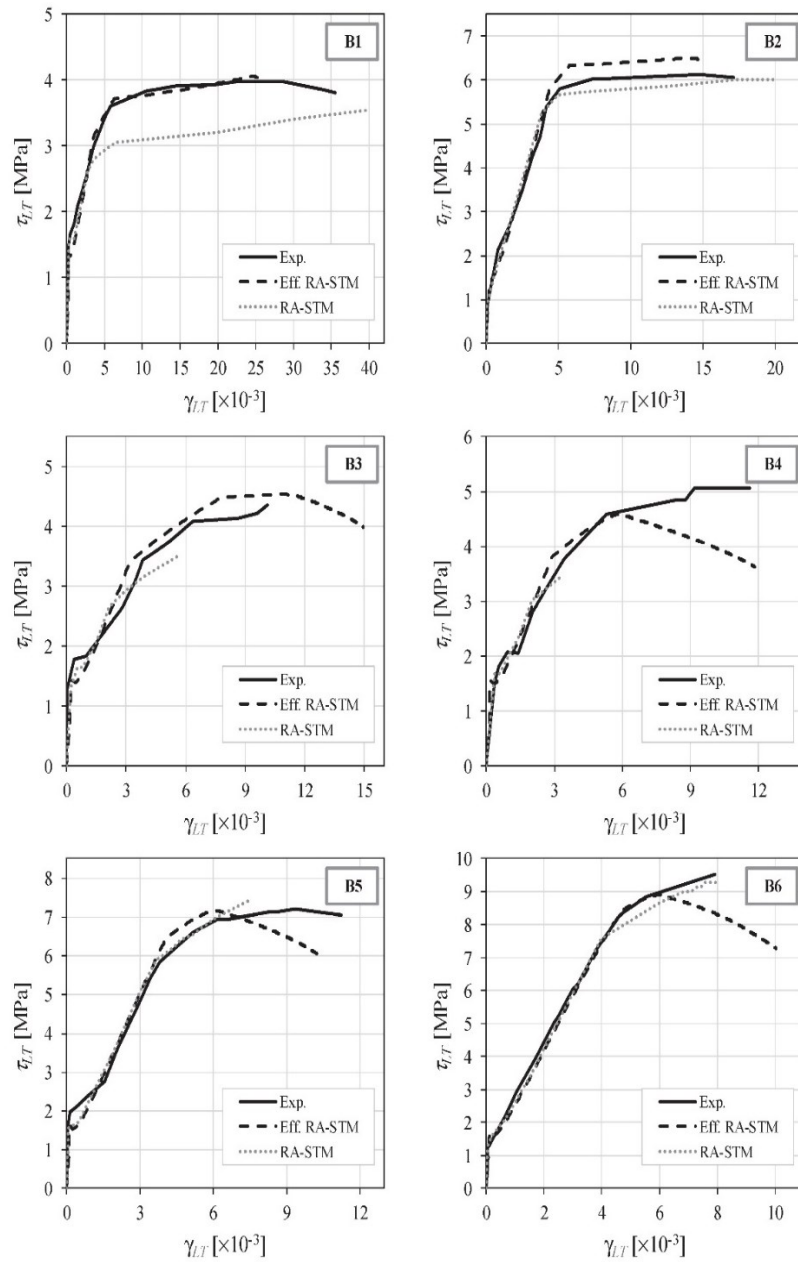 B1
5
4
3
2
1
0
τLT [MPa]
Exp.
Eff. RA-STM
RA-STM
0 5 10 15 20 25 30 35 40
γLT [×10⁻³]
B2
7
6
5
4
3
2
1
0
τLT [MPa]
Exp.
Eff. RA-STM
RA-STM
0 5 10 15 20
γLT [×10⁻³]
B3
5
4
3
2
1
0
τLT [MPa]
Exp.
Eff. RA-STM
RA-STM
0 3 6 9 12 15
γLT [×10⁻³]
B4
6
5
4
3
2
1
0
τLT [MPa]
Exp.
Eff. RA-STM
RA-STM
0 3 6 9 12
γLT [×10⁻³]
B5
8
7
6
5
4
3
2
1
0
τLT [MPa]
Exp.
Eff. RA-STM
RA-STM
0 3 6 9 12
γLT [×10⁻³]
B6
10
9
8
7
6
5
4
3
2
1
0
τLT [MPa]
Exp.
Eff. RA-STM
RA-STM
0 2 4 6 8 10
γLT [×10⁻³]